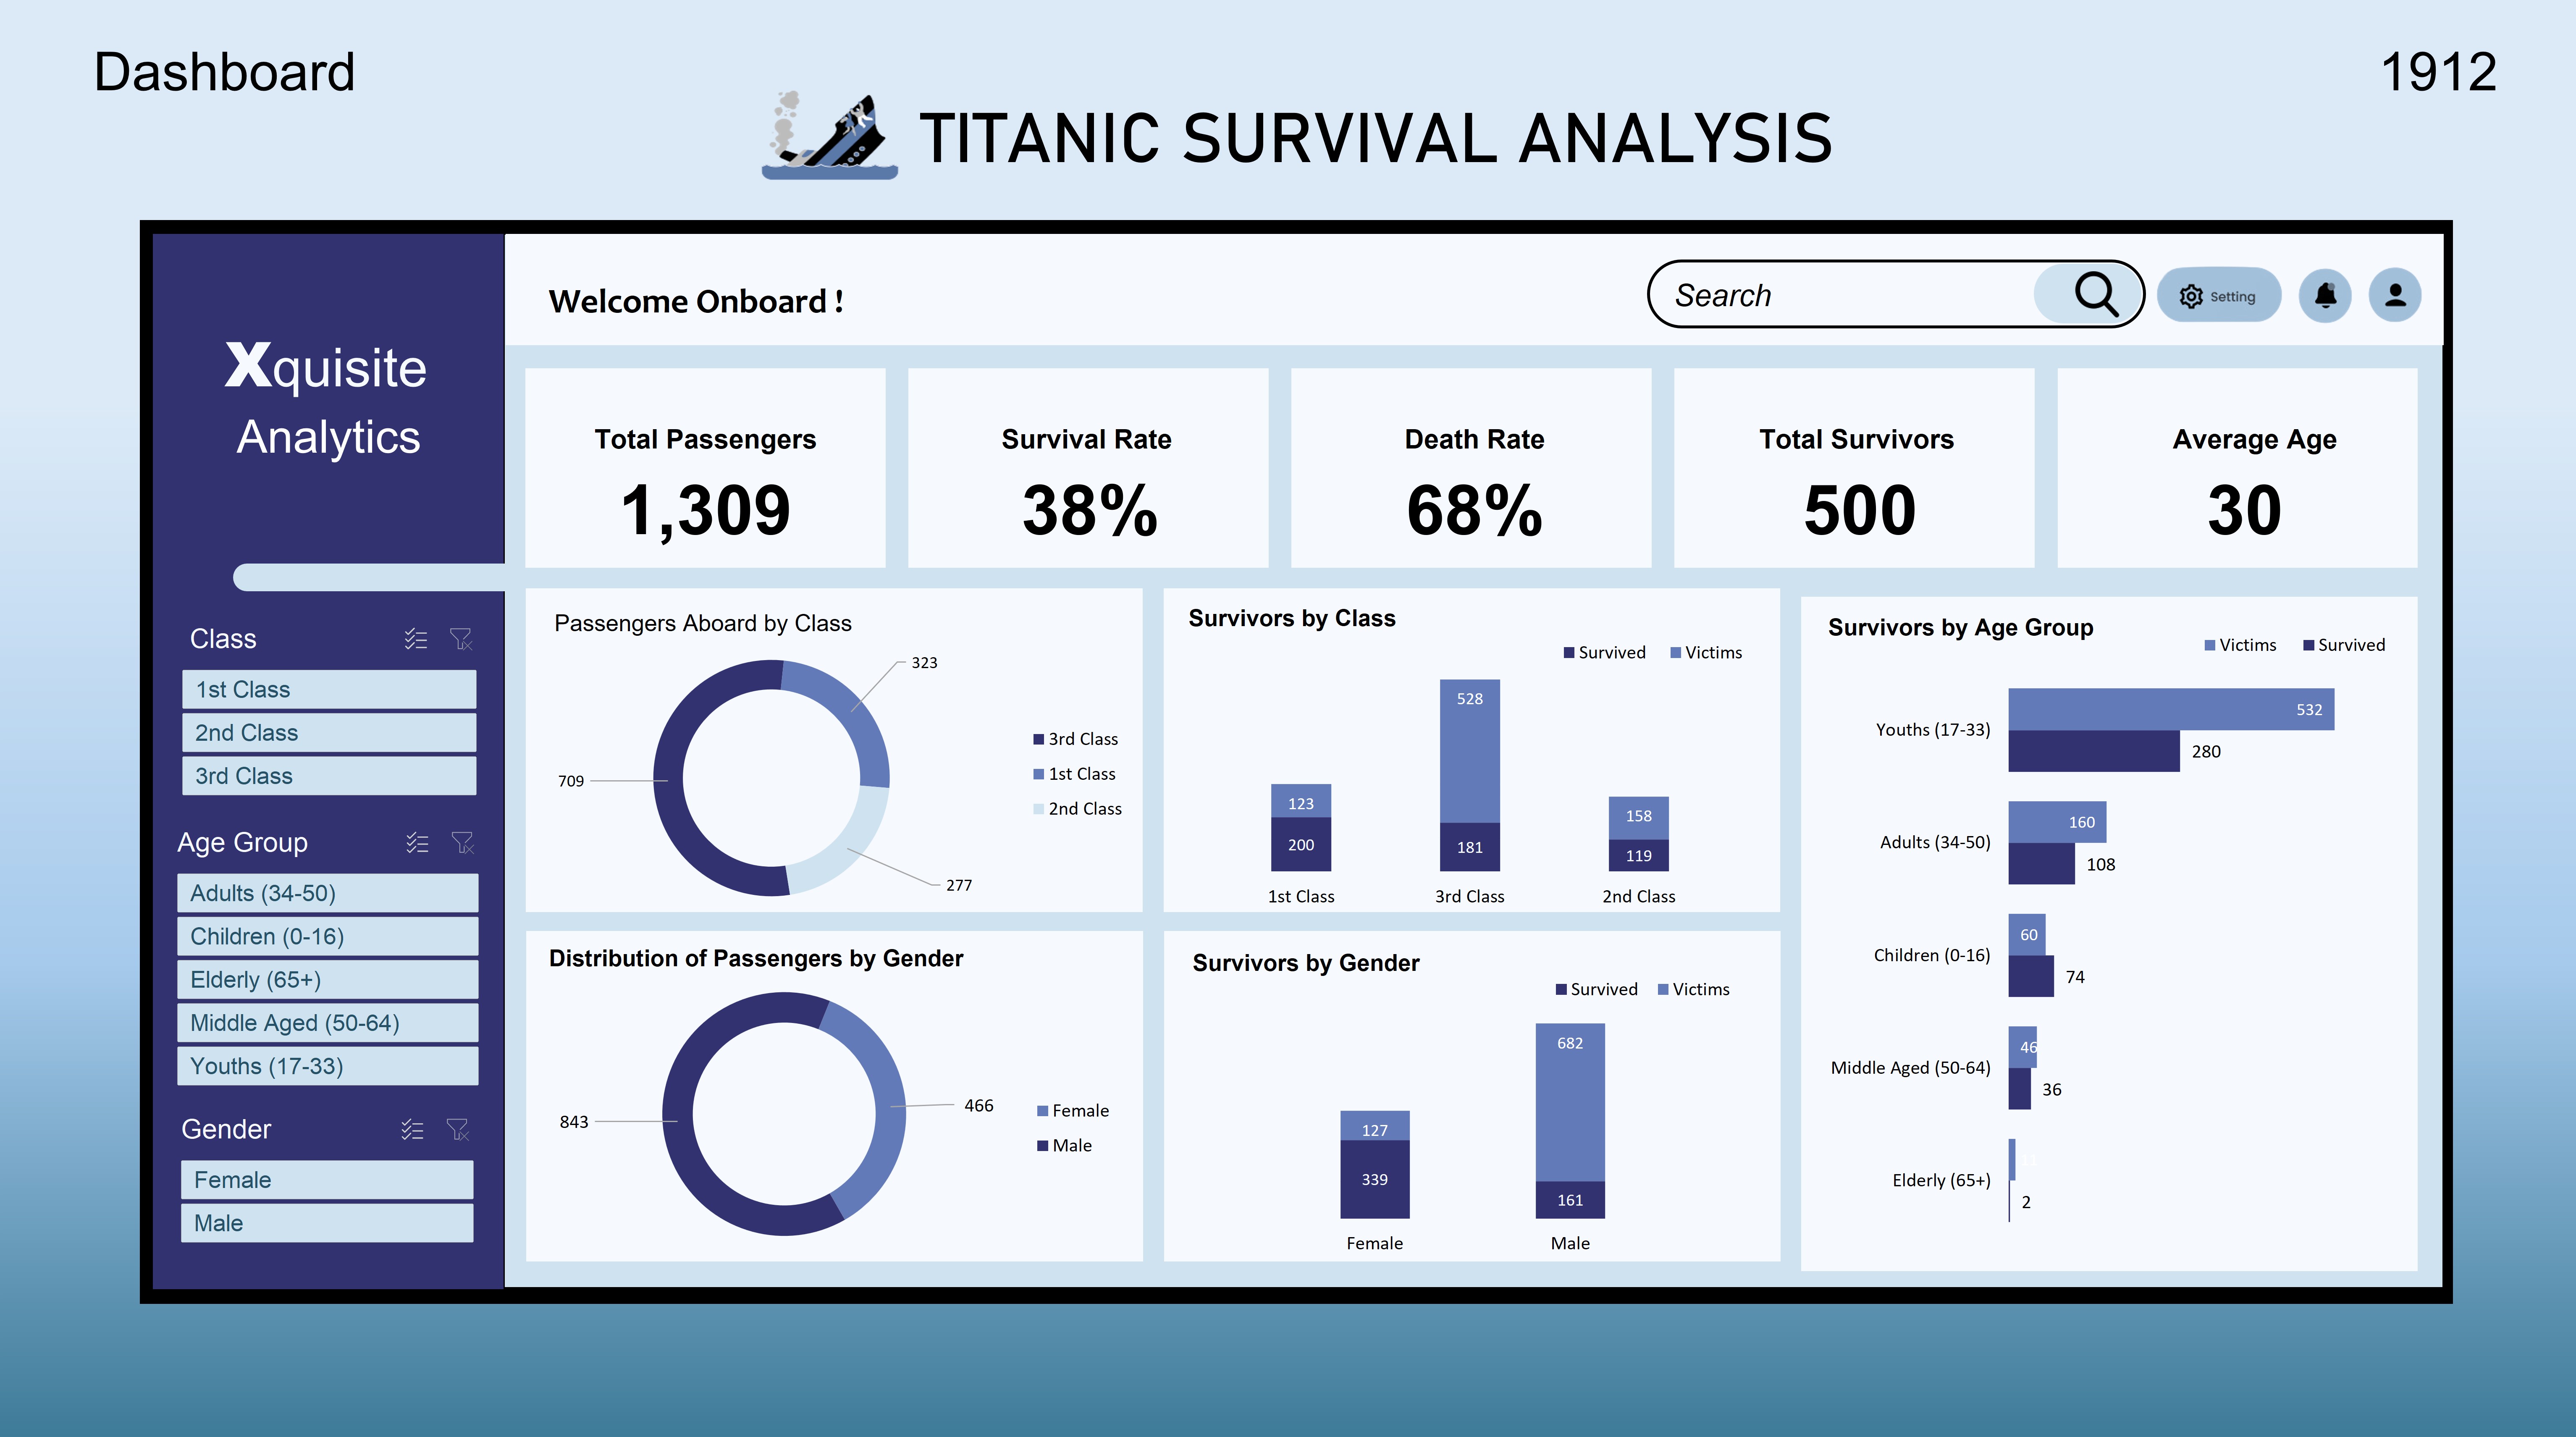 Dashboard
1912
TITANIC SURVIVAL ANALYSIS
Xquisite
Analytics
Welcome Onboard !
Search
Setting
Total Passengers
1,309
Survival Rate
38%
Death Rate
68%
Total Survivors
500
Average Age
30
Class
1st Class
2nd Class
3rd Class
Age Group
Adults (34-50)
Children (0-16)
Elderly (65+)
Middle Aged (50-64)
Youths (17-33)
Gender
Female
Male
Passengers Aboard by Class
323
709
277
3rd Class
1st Class
2nd Class
Survivors by Class
Survived Victims
528
123
158
200
181
119
1st Class 3rd Class 2nd Class
Survivors by Age Group
Victims Survived
Youths (17-33)
532
280
Adults (34-50)
160
108
Children (0-16)
60
74
Middle Aged (50-64)
46
36
Elderly (65+)
2
Distribution of Passengers by Gender
843
466
Female
Male
Survivors by Gender
Survived Victims
127
339
682
161
Female Male